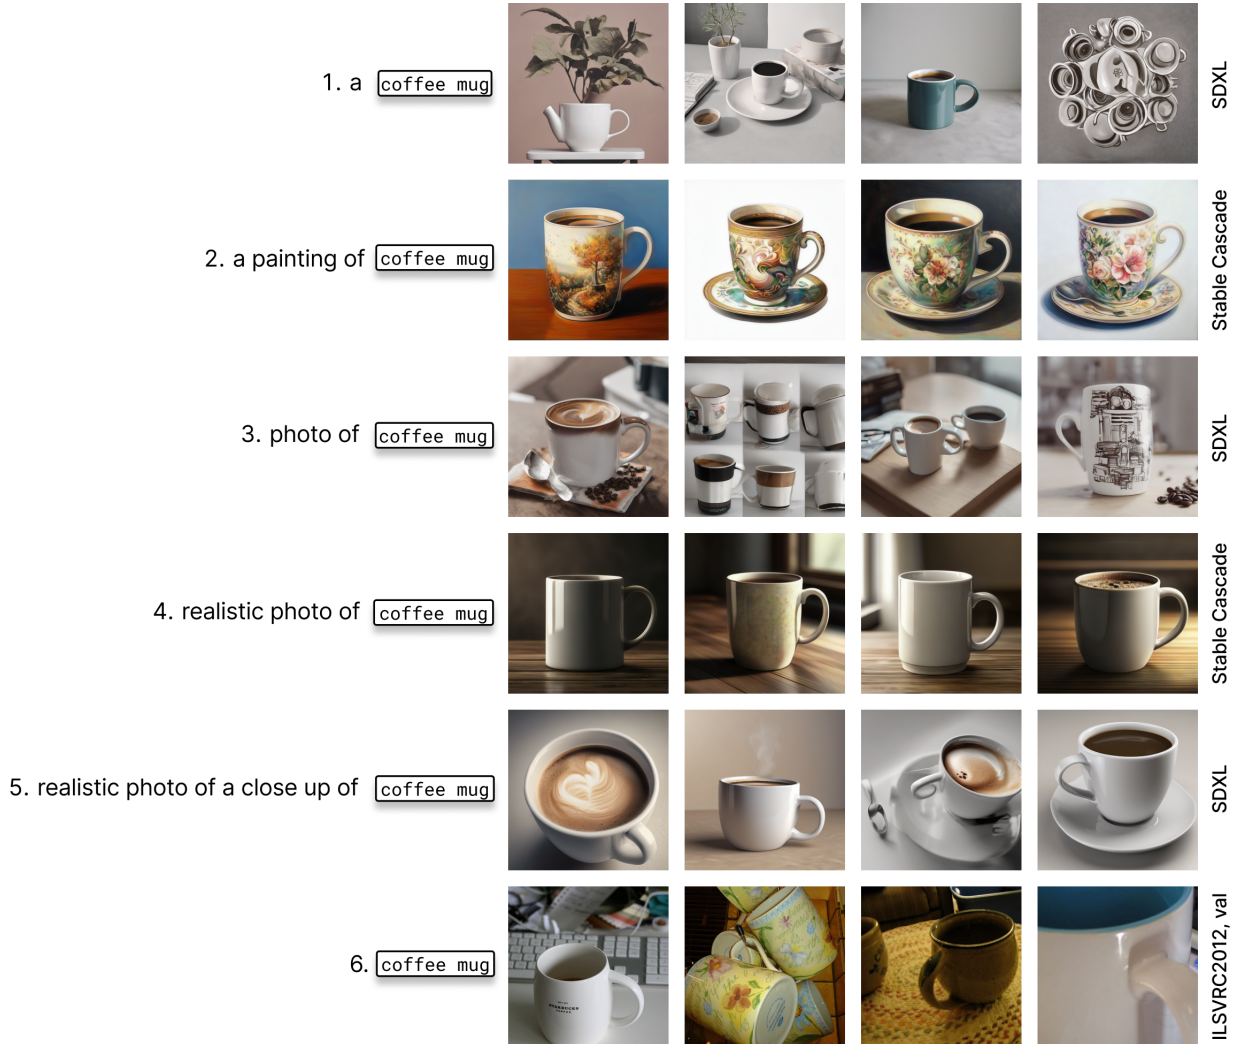 1. a coffee mug
SDXL
2. a painting of coffee mug
Stable Cascade
3. photo of coffee mug
SDXL
4. realistic photo of coffee mug
Stable Cascade
5. realistic photo of a close up of coffee mug
SDXL
6. coffee mug
ILSVRC2012, val